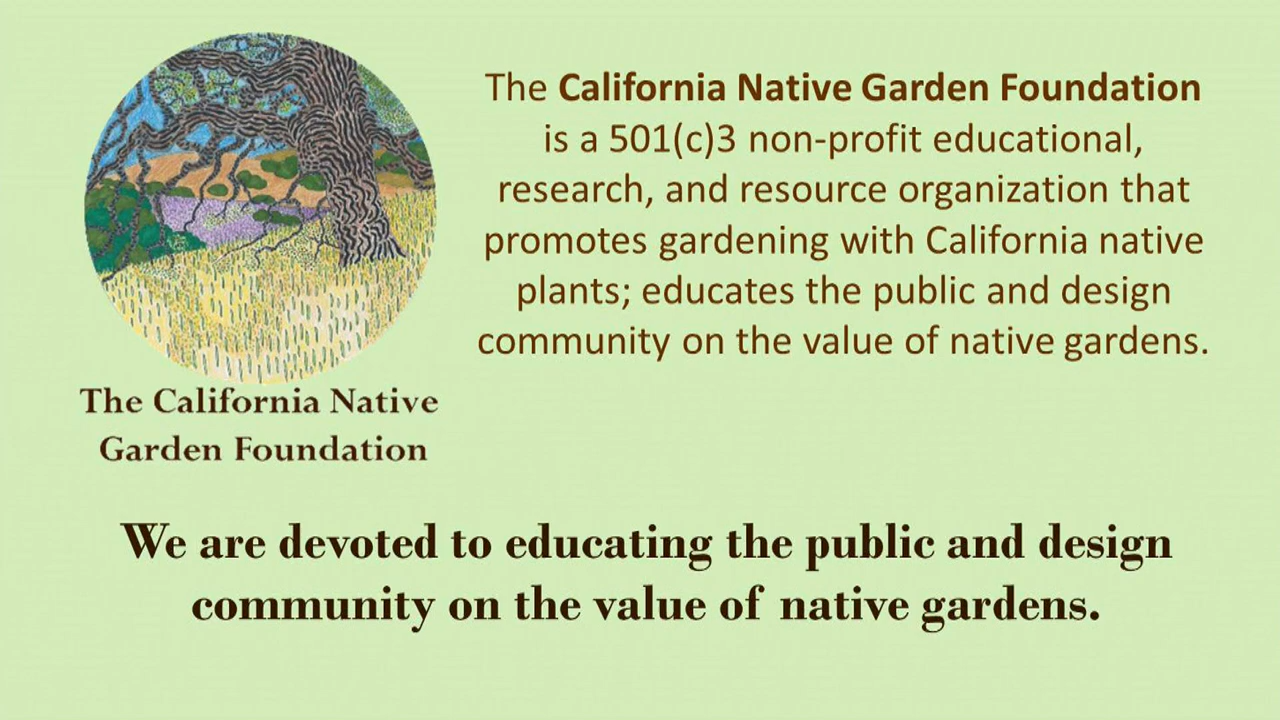 The California Native Garden Foundation
is a 501(c)3 non-profit educational,
research, and resource organization that
promotes gardening with California native
plants; educates the public and design
community on the value of native gardens.
The California Native
Garden Foundation
We are devoted to educating the public and design
community on the value of native gardens.